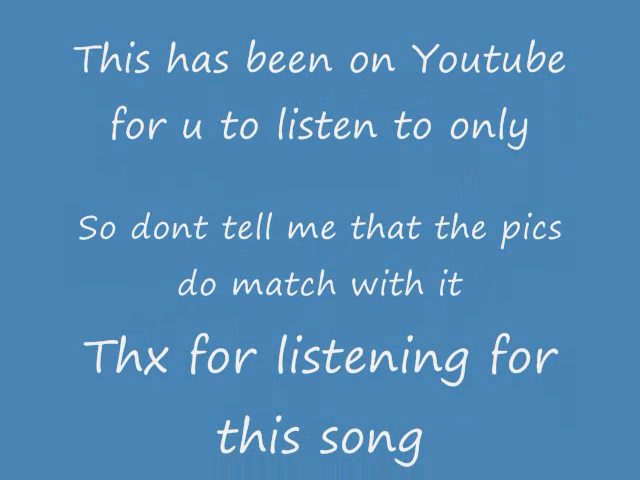 This has been on Youtube
for u to listen to only
So dont tell me that the pics
do match with it
Thx for listening for
this song